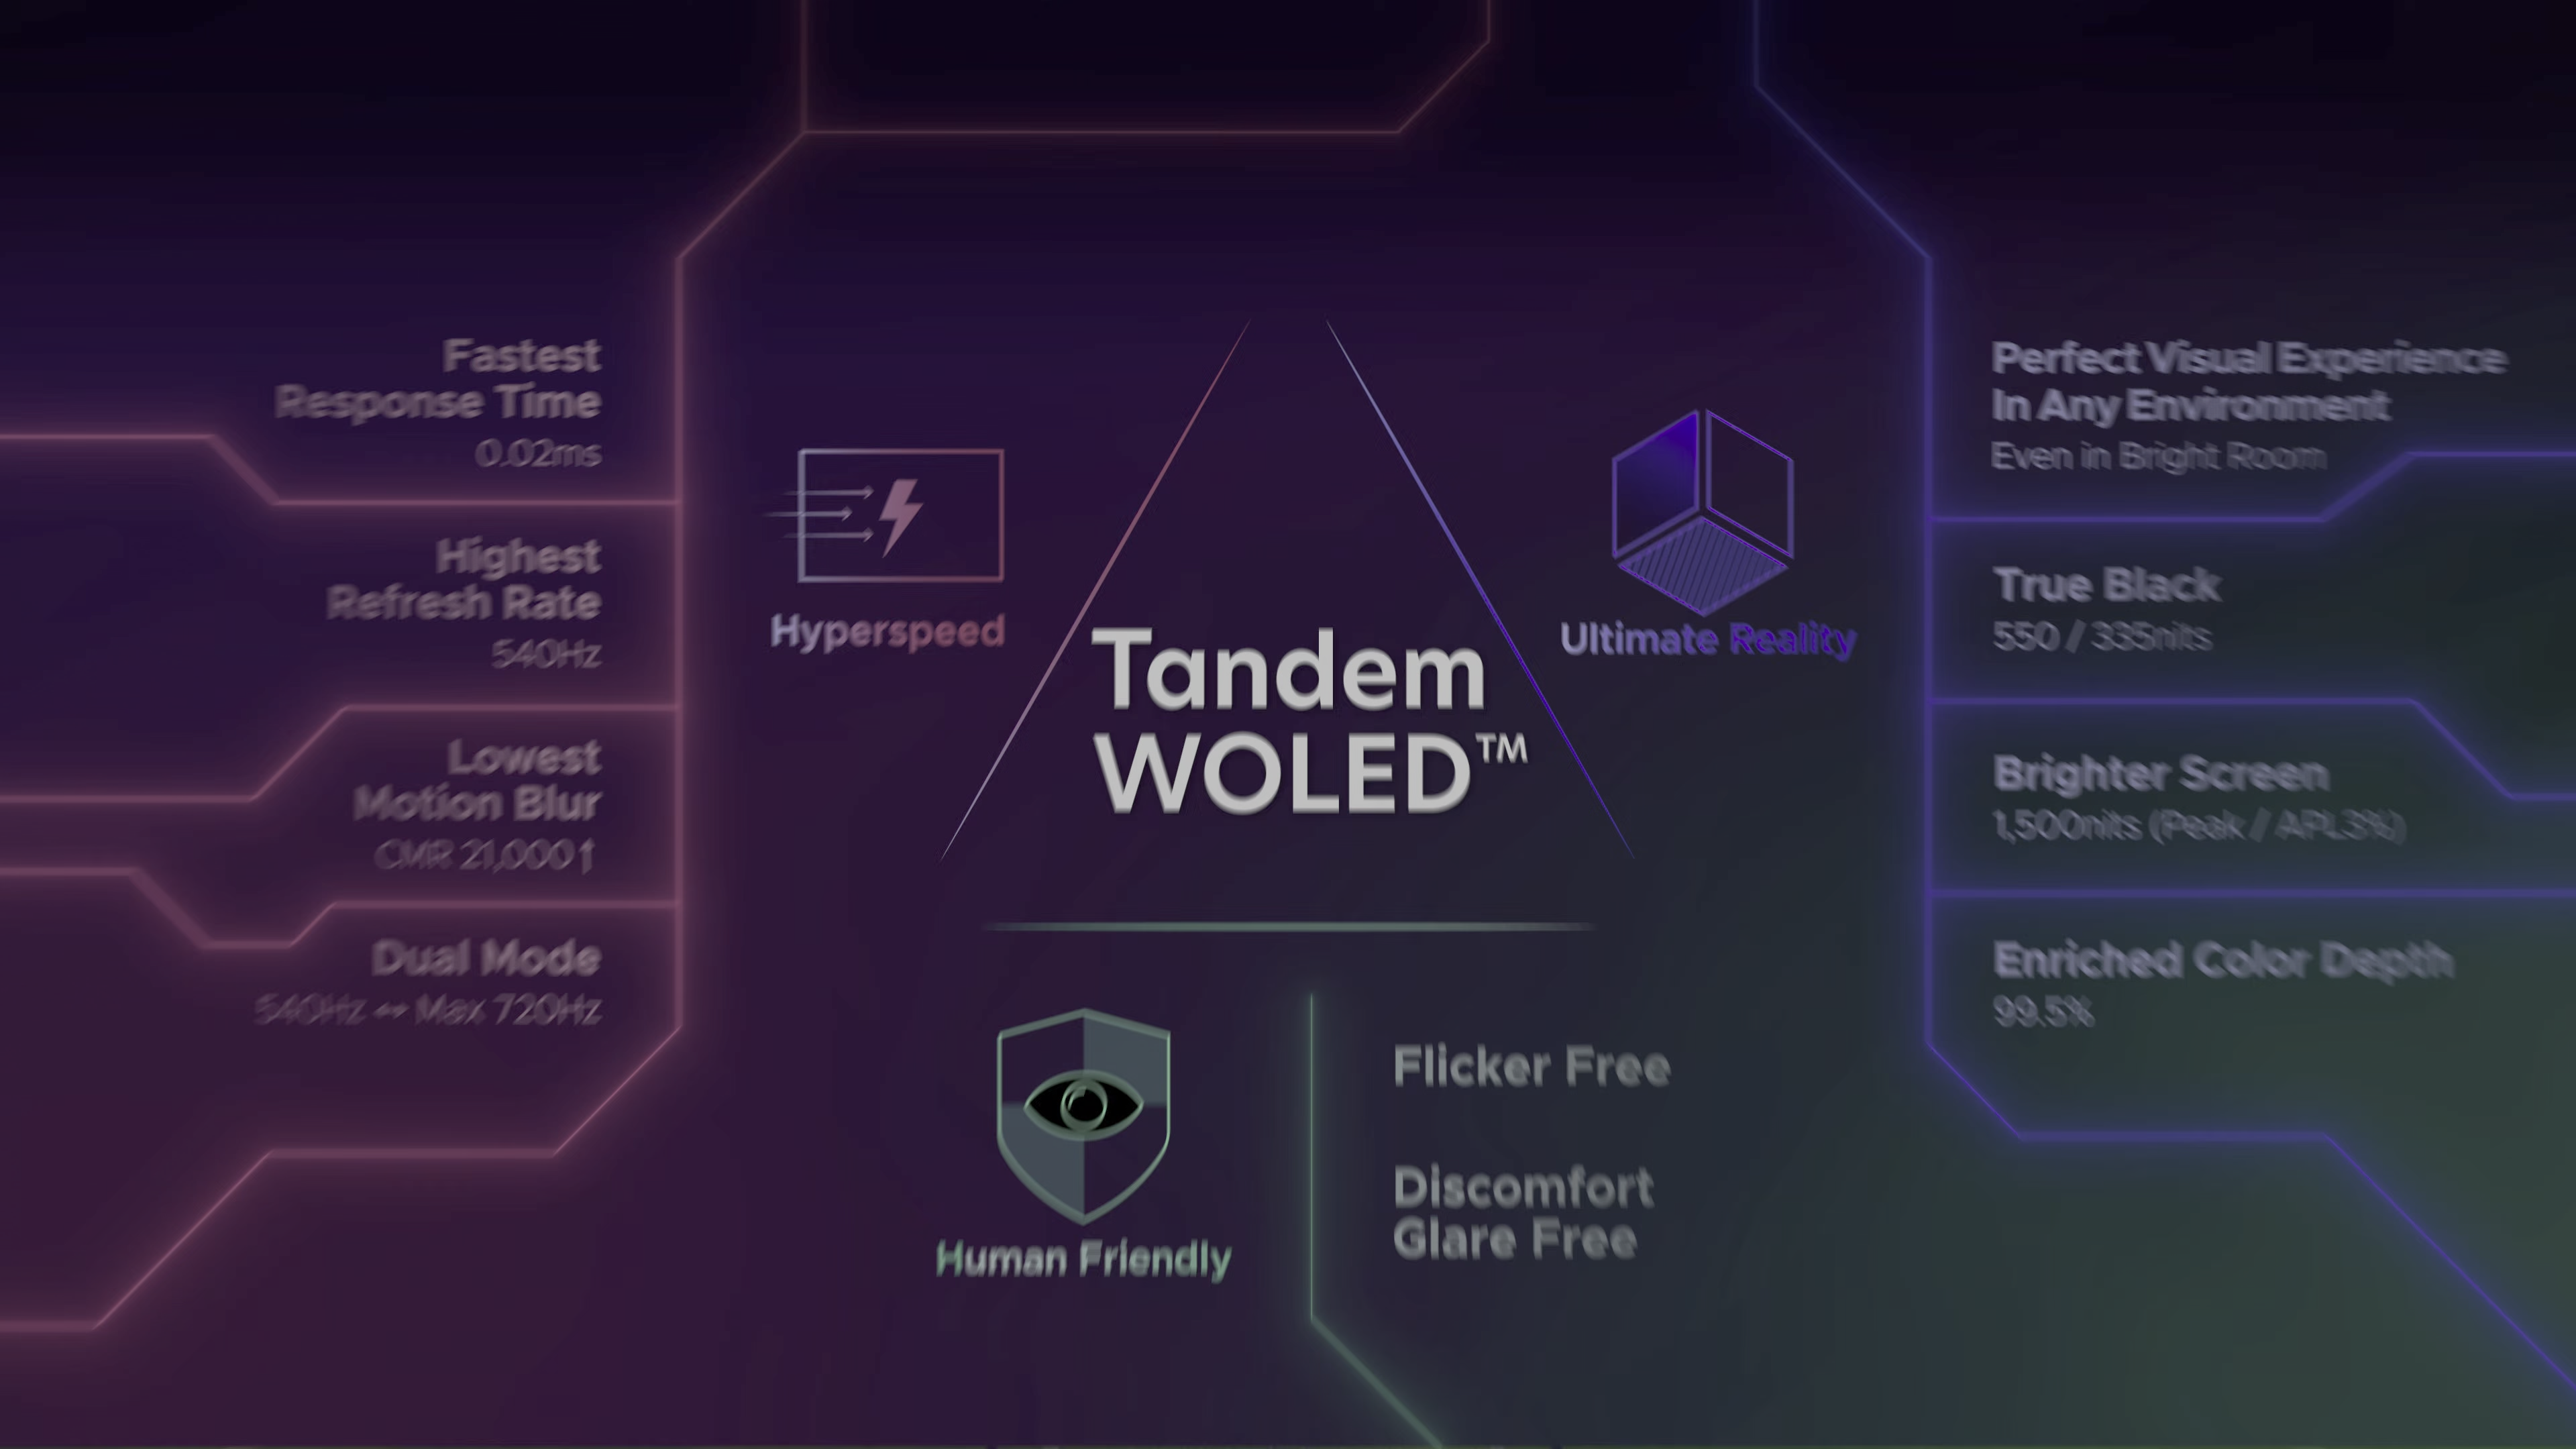 Fastest
Response Time
0.02ms
Highest
Refresh Rate
540Hz
Lowest
Motion Blur
CMR 21,000↑
Dual Mode
540Hz ↔ Max 720Hz
Hyperspeed
Tandem
WOLED™
Ultimate Reality
Perfect Visual Experience
In Any Environment
Even in Bright Room
True Black
550 / 335nits
Brighter Screen
1,500nits (Peak / APL3%)
Enriched Color Depth
99.5%
Human Friendly
Flicker Free
Discomfort
Glare Free